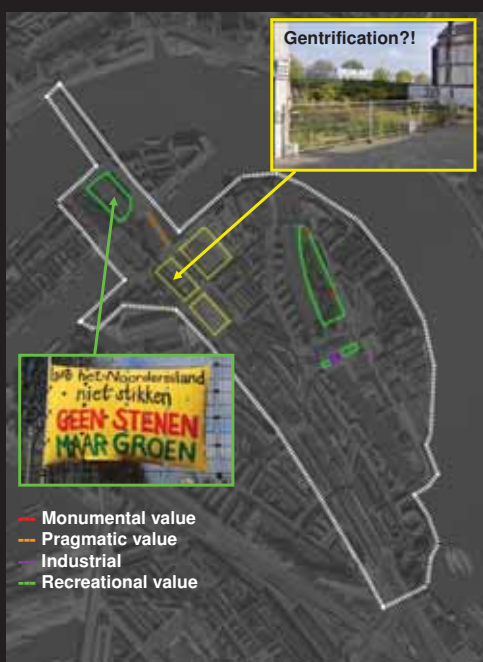 Gentrification?!
het Noordereiland
niet stikken
GEEN STENEN
MAAR GROEN
Monumental value
Pragmatic value
Industrial
Recreational value